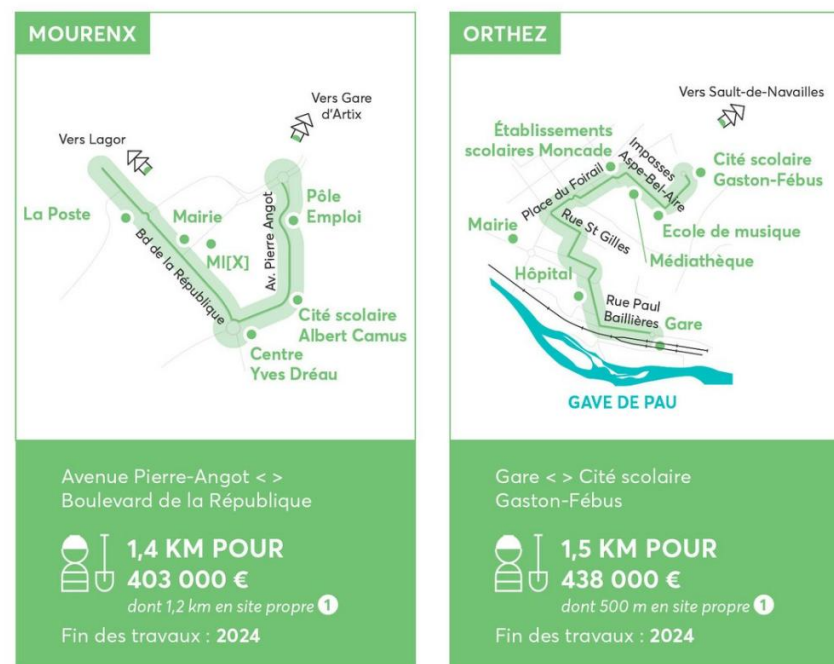 MOURENX
Vers Gare
d'Artix
Vers Lagor
La Poste
Mairie
MI[X]
Bd de la République
Av. Pierre Angot
Pôle
Emploi
Cité scolaire
Albert Camus
Centre
Yves Dréau
Avenue Pierre-Angot < >
Boulevard de la République
1,4 KM POUR
403 000 €
dont 1,2 km en site propre 1
Fin des travaux : 2024
ORTHEZ
Vers Sault-de-Navailles
Établissements
scolaires Moncade
Impasses
Aspe-Bel-Aire
Cité scolaire
Gaston-Fébus
Place du Foirail
Rue St Gilles
Ecole de musique
Médiathèque
Mairie
Hôpital
Rue Paul
Baillières
Gare
GAVE DE PAU
Gare < > Cité scolaire
Gaston-Fébus
1,5 KM POUR
438 000 €
dont 500 m en site propre 1
Fin des travaux : 2024